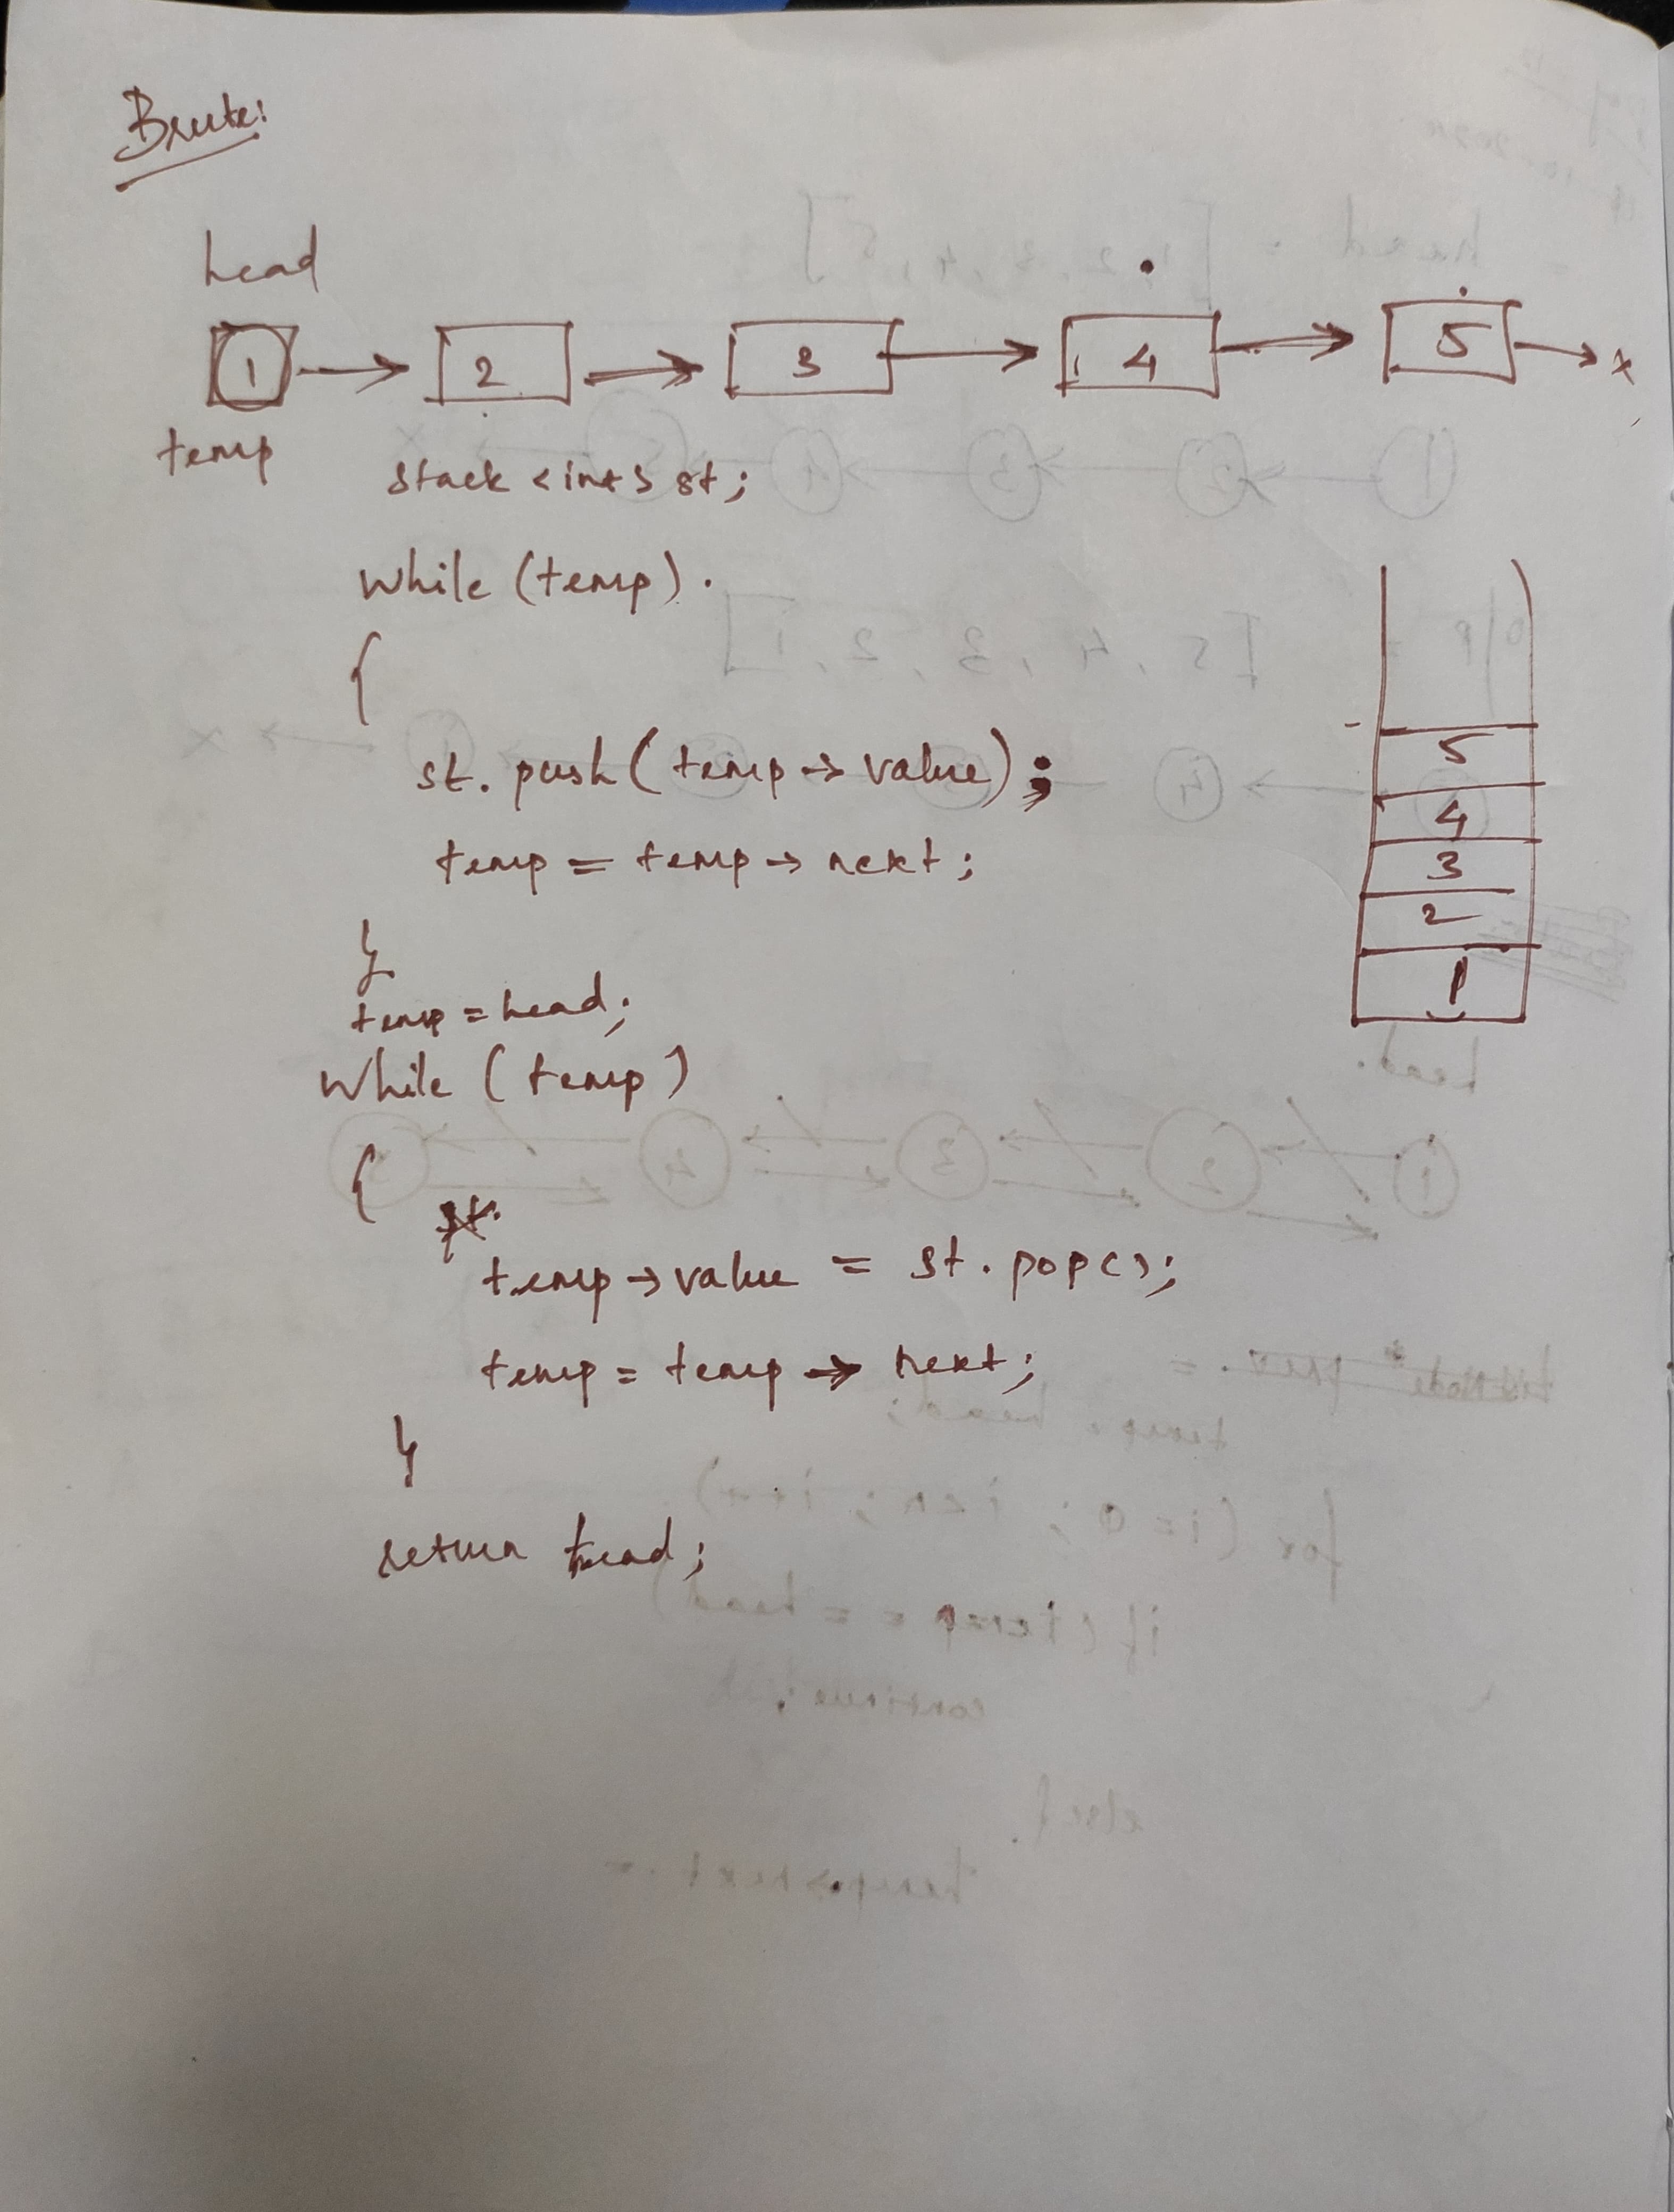 Brute:
head
1 → 2 → 3 → 4 → 5 → x
temp
stack <int> st;
while (temp).
{
st. push ( temp → value) ;
temp = temp → next ;
}
5
4
3
2
1
temp = head;
while ( temp )
{
st.
temp → value = st. pop();
temp = temp → next ;
}
return head;